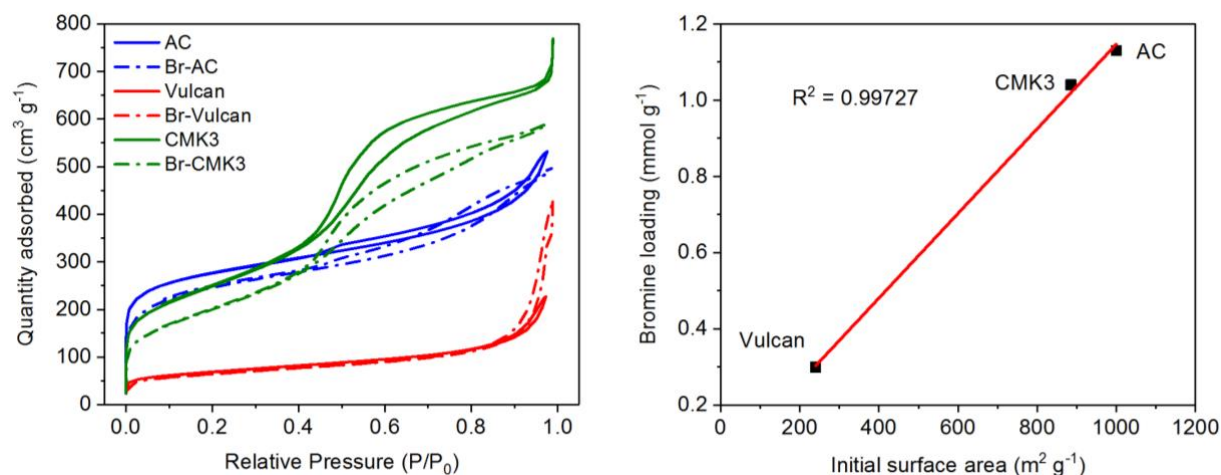 800
700
600
500
400
300
200
100
0
Quantity adsorbed (cm³ g⁻¹)
AC
Br-AC
Vulcan
Br-Vulcan
CMK3
Br-CMK3
0.0 0.2 0.4 0.6 0.8 1.0
Relative Pressure (P/P₀)
1.2
1.0
0.8
0.6
0.4
0.2
Bromine loading (mmol g⁻¹)
AC
CMK3
R² = 0.99727
Vulcan
0 200 400 600 800 1000 1200
Initial surface area (m² g⁻¹)